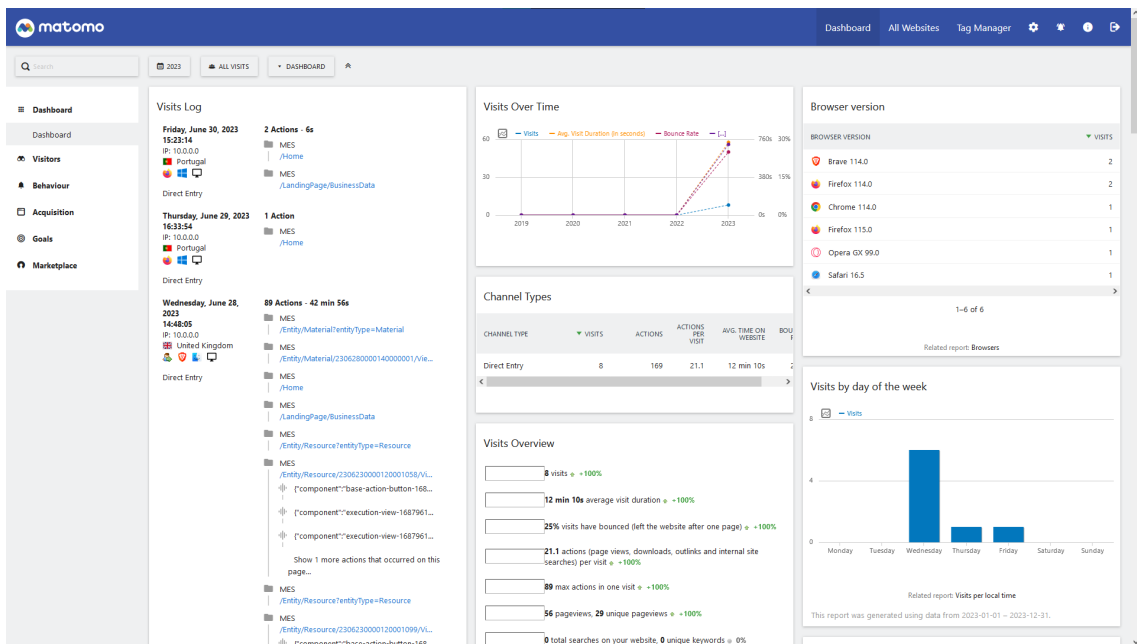 matomo
Dashboard
All Websites
Tag Manager
Search
2023
ALL VISITS
DASHBOARD
Dashboard
Dashboard
Visitors
Behaviour
Acquisition
Goals
Marketplace
Visits Log
Friday, June 30, 2023
15:23:14
IP: 10.0.0.0
Portugal
Direct Entry
2 Actions - 6s
MES
/Home
MES
/LandingPage/BusinessData
Thursday, June 29, 2023
16:33:54
IP: 10.0.0.0
Portugal
Direct Entry
1 Action
MES
/Home
Wednesday, June 28,
2023
14:48:05
IP: 10.0.0.0
United Kingdom
Direct Entry
89 Actions - 42 min 56s
MES
/Entity/Material?entityType=Material
MES
/Entity/Material/2306280000140000001/Vie...
MES
/Home
MES
/LandingPage/BusinessData
MES
/Entity/Resource?entityType=Resource
MES
/Entity/Resource/2306230000120001058/Vi...
{"component":"base-action-button-168...
{"component":"execution-view-1687961...
{"component":"execution-view-1687961...
Show 1 more actions that occurred on this
page...
MES
/Entity/Resource?entityType=Resource
MES
/Entity/Resource/2306230000120001099/Vi...
{"component":"base-action-button-168...
Visits Over Time
Visits
Avg. Visit Duration (in seconds)
Bounce Rate
[...]
60
30
0
760s 30%
380s 15%
0s 0%
2019
2020
2021
2022
2023
Channel Types
CHANNEL TYPE
VISITS
ACTIONS
ACTIONS
PER
VISIT
AVG. TIME ON
WEBSITE
BOU
Direct Entry
8
169
21.1
12 min 10s
2
Visits Overview
8 visits +100%
12 min 10s average visit duration +100%
25% visits have bounced (left the website after one page) +100%
21.1 actions (page views, downloads, outlinks and internal site
searches) per visit +100%
89 max actions in one visit +100%
56 pageviews, 29 unique pageviews +100%
0 total searches on your website, 0 unique keywords 0%
Browser version
BROWSER VERSION
VISITS
Brave 114.0
2
Firefox 114.0
2
Chrome 114.0
1
Firefox 115.0
1
Opera GX 99.0
1
Safari 16.5
1
1–6 of 6
Related report: Browsers
Visits by day of the week
Visits
8
4
0
Monday
Tuesday
Wednesday
Thursday
Friday
Saturday
Sunday
Related report: Visits per local time
This report was generated using data from 2023-01-01 – 2023-12-31.